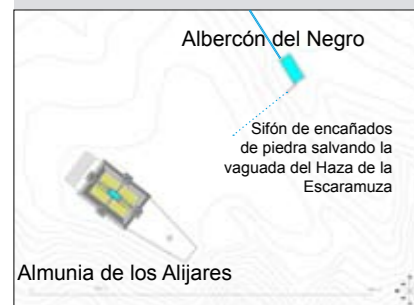 Albercón del Negro
Sifón de encañados
de piedra salvando la
vaguada del Haza de la
Escaramuza
Almunia de los Alijares